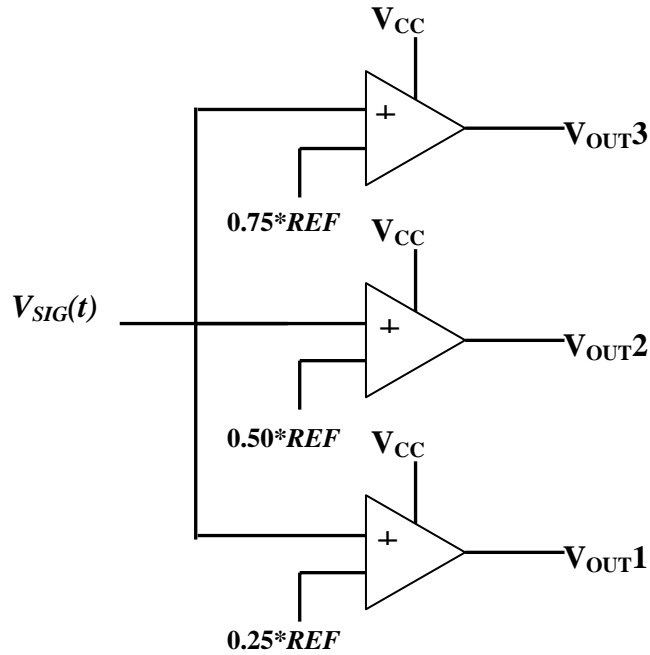 V_CC
+
V_OUT3
0.75*REF
V_CC
V_SIG(t)
+
V_OUT2
0.50*REF
V_CC
+
V_OUT1
0.25*REF